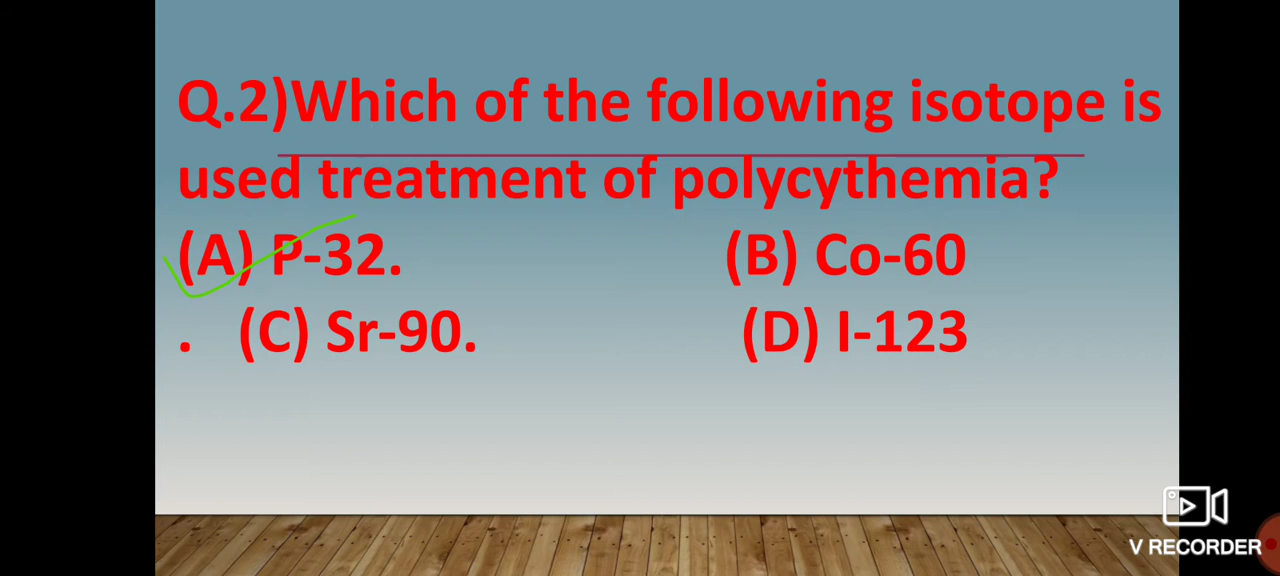 Q.2)Which of the following isotope is
used treatment of polycythemia?
(A) P-32. (B) Co-60
. (C) Sr-90. (D) I-123
V RECORDER